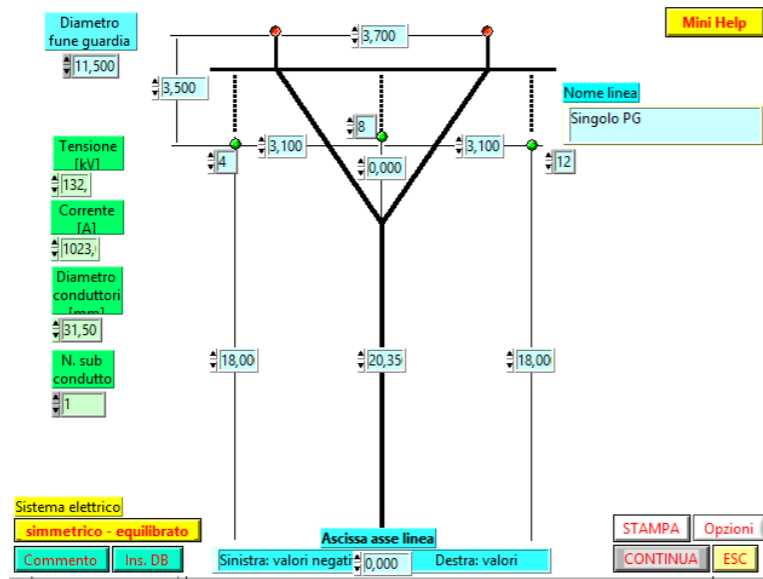 Diametro
fune guardia
11,500
3,700
Mini Help
3,500
Nome linea
Singolo PG
8
Tensione
[kV]
132,
4
3,100
0,000
3,100
12
Corrente
[A]
1023,
Diametro
conduttori
[mm]
31,50
N. sub
condutto
1
18,00
20,35
18,00
Sistema elettrico
simmetrico - equilibrato
Commento
Ins. DB
Ascissa asse linea
Sinistra: valori negati
0,000
Destra: valori
STAMPA
Opzioni
CONTINUA
ESC